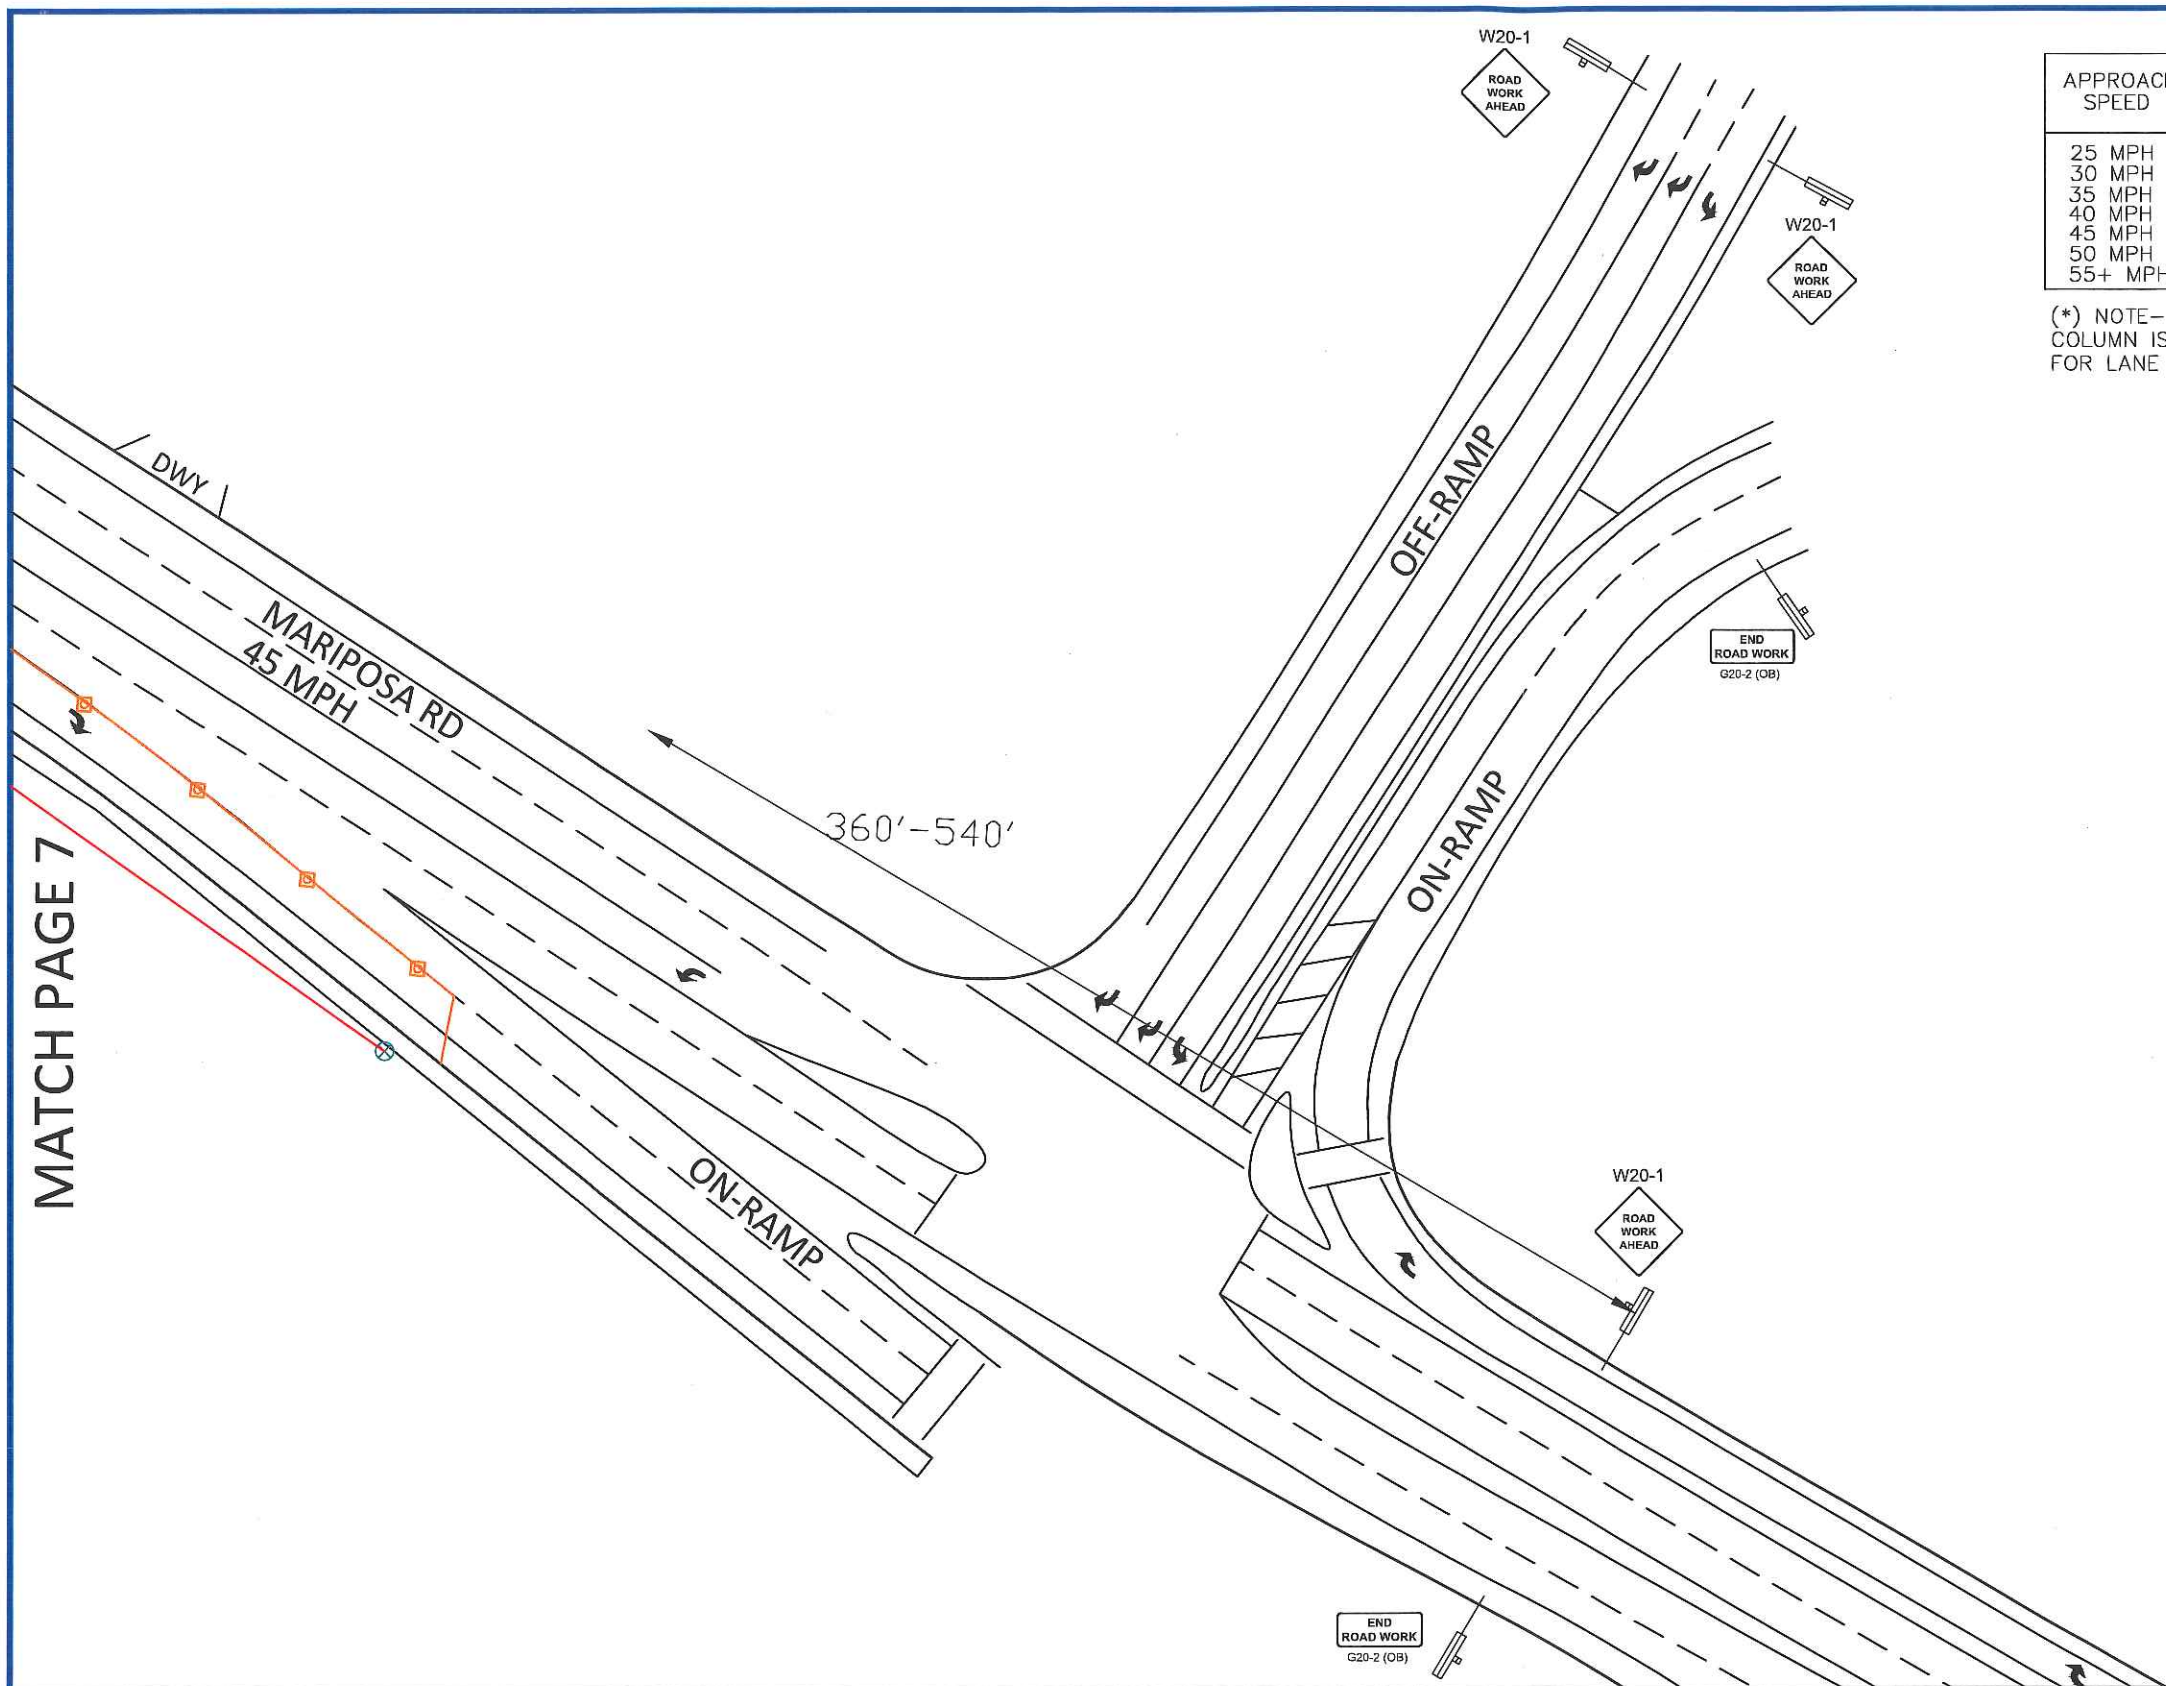 W20-1
ROAD
WORK
AHEAD
W20-1
ROAD
WORK
AHEAD
APPROACH
SPEED
25 MPH
30 MPH
35 MPH
40 MPH
45 MPH
50 MPH
55+ MPH
(*) NOTE-
COLUMN IS
FOR LANE
DWY
MARIPOSA RD
45 MPH
OFF-RAMP
END
ROAD WORK
G20-2 (OB)
360'-540'
ON-RAMP
MATCH PAGE 7
ON-RAMP
W20-1
ROAD
WORK
AHEAD
END
ROAD WORK
G20-2 (OB)